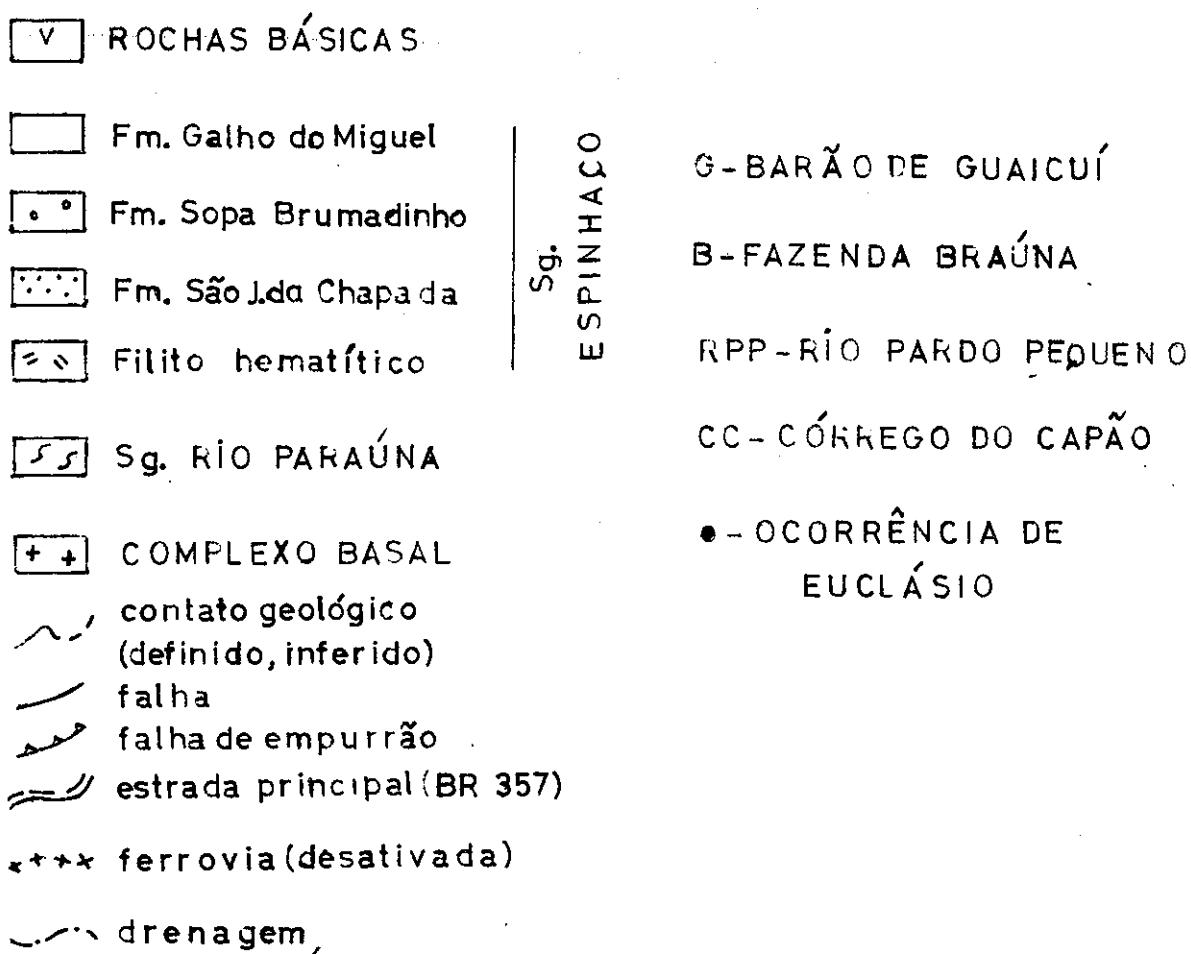 V ROCHAS BÁSICAS
Fm. Galho do Miguel
Fm. Sopa Brumadinho
Fm. São J.da Chapada
Filito hematítico
Sg.
ESPINHAÇO
Sg. RIO PARAÚNA
COMPLEXO BASAL
contato geológico
(definido, inferido)
falha
falha de empurrão
estrada principal (BR 357)
ferrovia (desativada)
drenagem
G-BARÃO DE GUAICUÍ
B-FAZENDA BRAÚNA
RPP-RIO PARDO PEQUENO
CC-CÓRREGO DO CAPÃO
●-OCORRÊNCIA DE
EUCLÁSIO